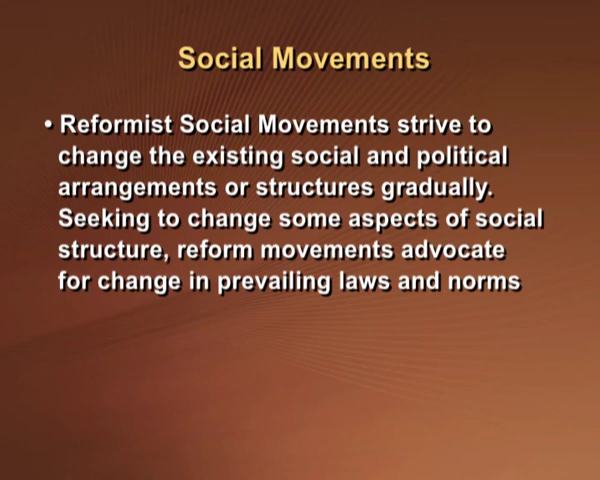 Social Movements
• Reformist Social Movements strive to
change the existing social and political
arrangements or structures gradually.
Seeking to change some aspects of social
structure, reform movements advocate
for change in prevailing laws and norms